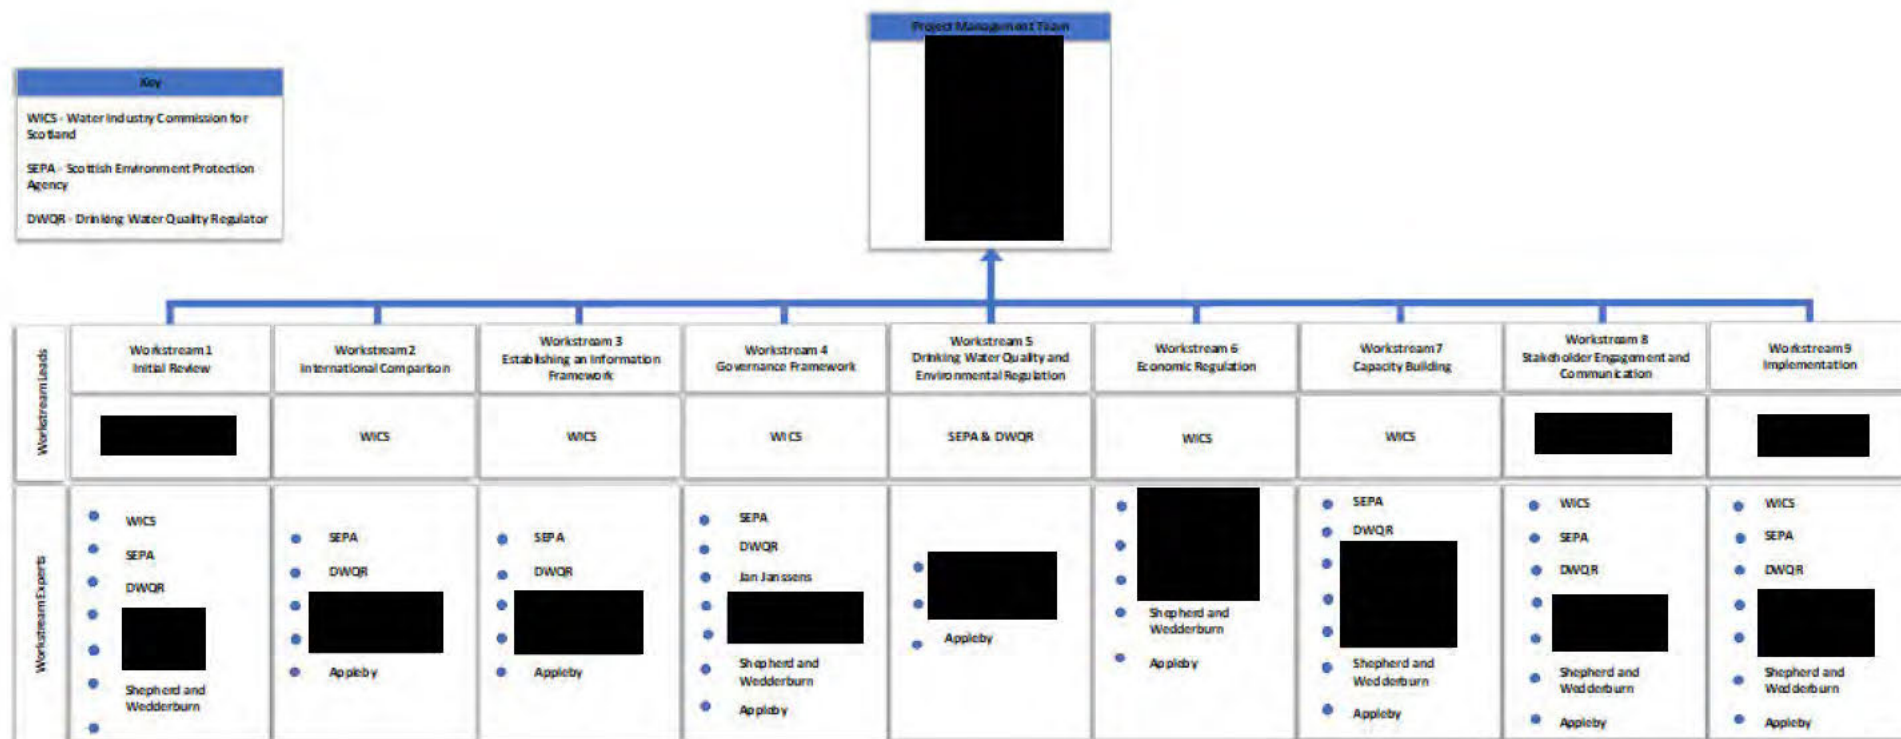 Project Management Team
Key
WICS - Water Industry Commission for
Scotland
SEPA - Scottish Environment Protection
Agency
DWQR - Drinking Water Quality Regulator
Workstream Leads
Workstream 1
Initial Review
Workstream 2
International Comparison
Workstream 3
Establishing an Information
Framework
Workstream 4
Governance Framework
Workstream 5
Drinking Water Quality and
Environmental Regulation
Workstream 6
Economic Regulation
Workstream 7
Capacity Building
Workstream 8
Stakeholder Engagement and
Communication
Workstream 9
Implementation
WICS
WICS
WICS
SEPA & DWQR
WICS
WICS
Workstream Experts
WICS
SEPA
DWQR
Shepherd and
Wedderburn
SEPA
DWQR
Appleby
SEPA
DWQR
Appleby
SEPA
DWQR
Jan Janssens
Shepherd and
Wedderburn
Appleby
Appleby
Shepherd and
Wedderburn
Appleby
SEPA
DWQR
Shepherd and
Wedderburn
Appleby
WICS
SEPA
DWQR
Shepherd and
Wedderburn
Appleby
WICS
SEPA
DWQR
Shepherd and
Wedderburn
Appleby